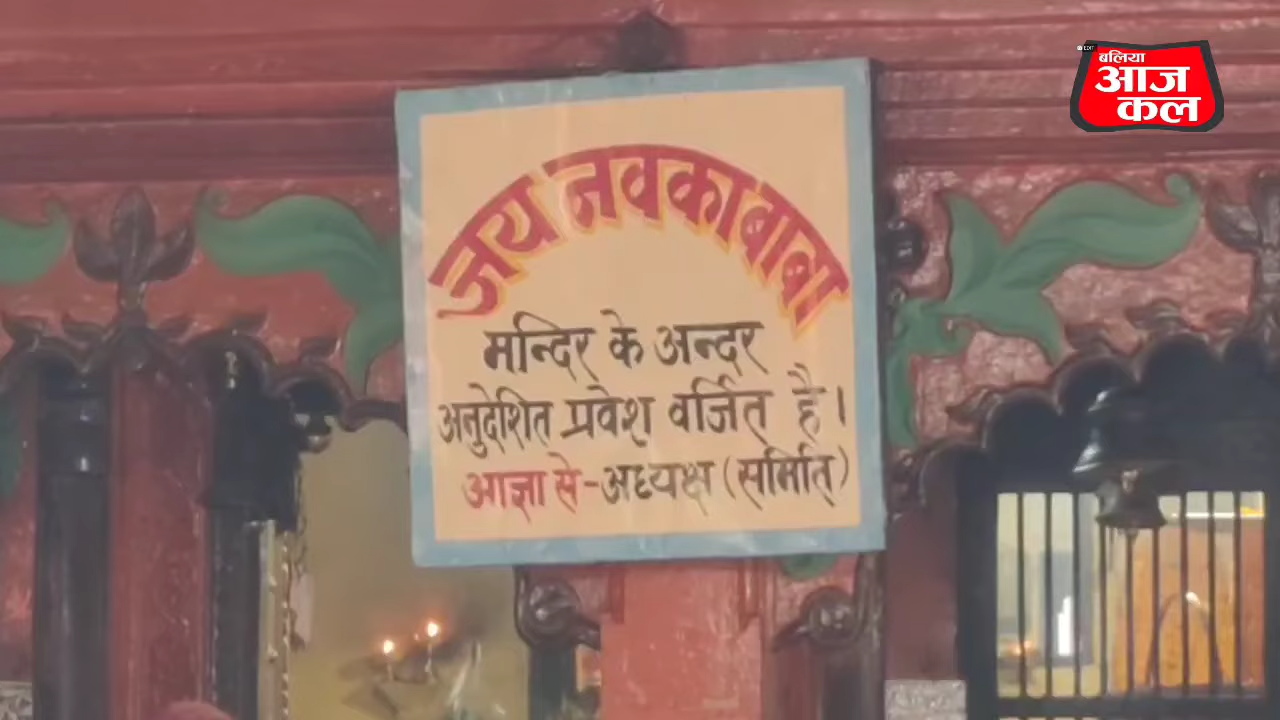 बलिया
आज
कल
जय नवका बाबा
मन्दिर के अन्दर
अनुदेशित प्रवेश वर्जित है।
आज्ञा से-अध्यक्ष (समिति)